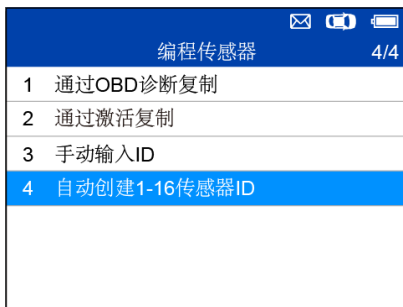 编程传感器 4/4
1 通过OBD诊断复制
2 通过激活复制
3 手动输入ID
4 自动创建1-16传感器ID